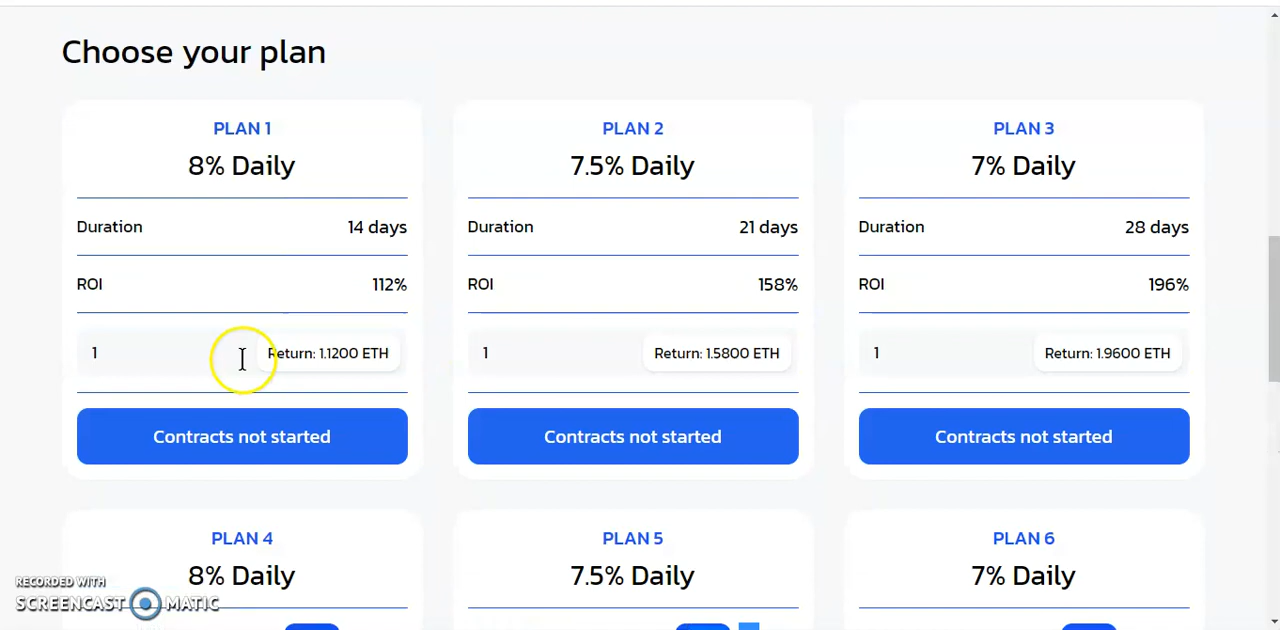 Choose your plan
PLAN 1
8% Daily
Duration 14 days
ROI 112%
1 Return: 1.1200 ETH
Contracts not started
PLAN 2
7.5% Daily
Duration 21 days
ROI 158%
1 Return: 1.5800 ETH
Contracts not started
PLAN 3
7% Daily
Duration 28 days
ROI 196%
1 Return: 1.9600 ETH
Contracts not started
PLAN 4
8% Daily
PLAN 5
7.5% Daily
PLAN 6
7% Daily
RECORDED WITH
SCREENCAST MATIC